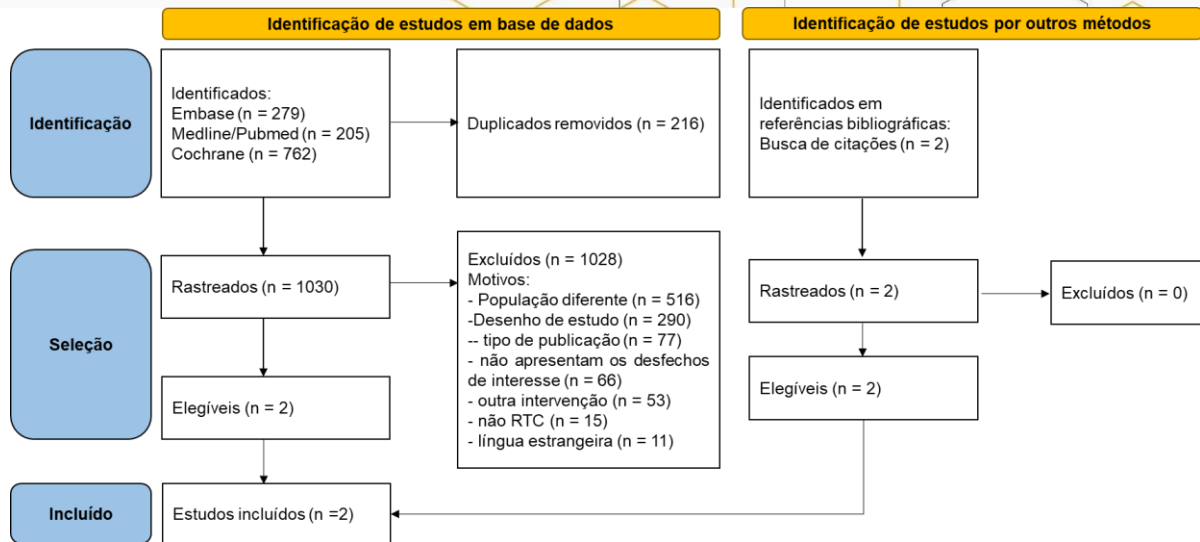 Identificação de estudos em base de dados
Identificação de estudos por outros métodos
Identificação
Identificados:
Embase (n = 279)
Medline/Pubmed (n = 205)
Cochrane (n = 762)
Duplicados removidos (n = 216)
Identificados em
referências bibliográficas:
Busca de citações (n = 2)
Seleção
Rastreados (n = 1030)
Excluídos (n = 1028)
Motivos:
- População diferente (n = 516)
-Desenho de estudo (n = 290)
-- tipo de publicação (n = 77)
- não apresentam os desfechos
de interesse (n = 66)
- outra intervenção (n = 53)
- não RTC (n = 15)
- língua estrangeira (n = 11)
Rastreados (n = 2)
Excluídos (n = 0)
Elegíveis (n = 2)
Elegíveis (n = 2)
Incluído
Estudos incluídos (n =2)